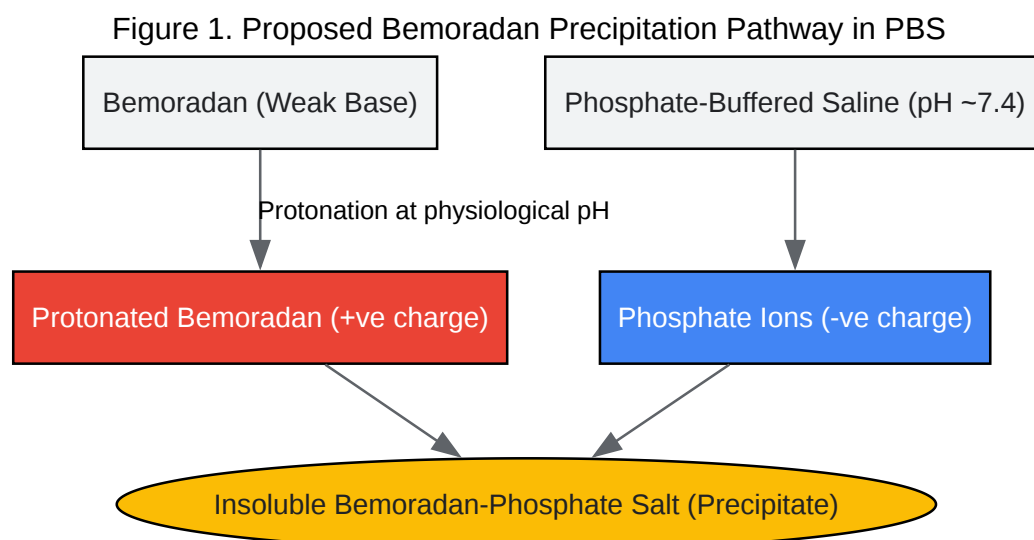 Figure 1. Proposed Bemoradan Precipitation Pathway in PBS
Bemoradan (Weak Base)
Phosphate-Buffered Saline (pH ~7.4)
Protonation at physiological pH
Protonated Bemoradan (+ve charge)
Phosphate Ions (-ve charge)
Insoluble Bemoradan-Phosphate Salt (Precipitate)